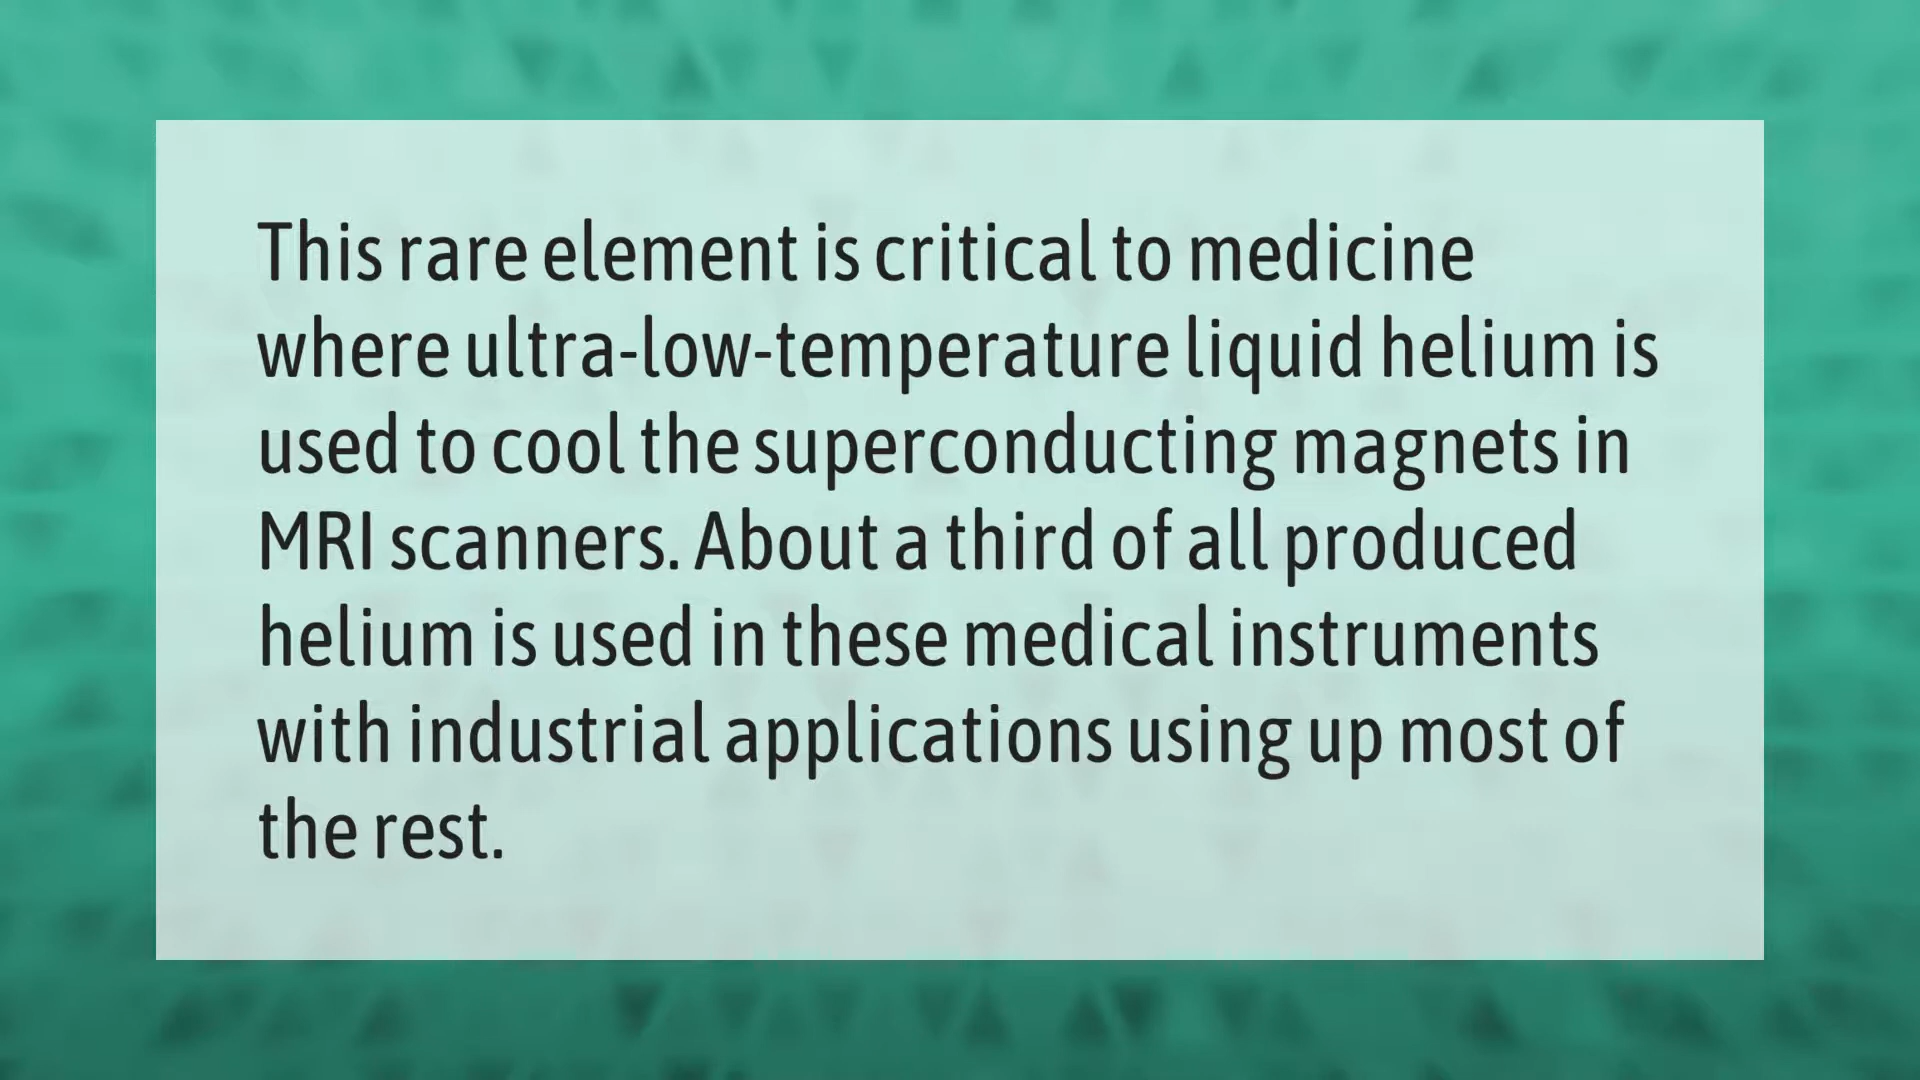 This rare element is critical to medicine
where ultra-low-temperature liquid helium is
used to cool the superconducting magnets in
MRI scanners. About a third of all produced
helium is used in these medical instruments
with industrial applications using up most of
the rest.